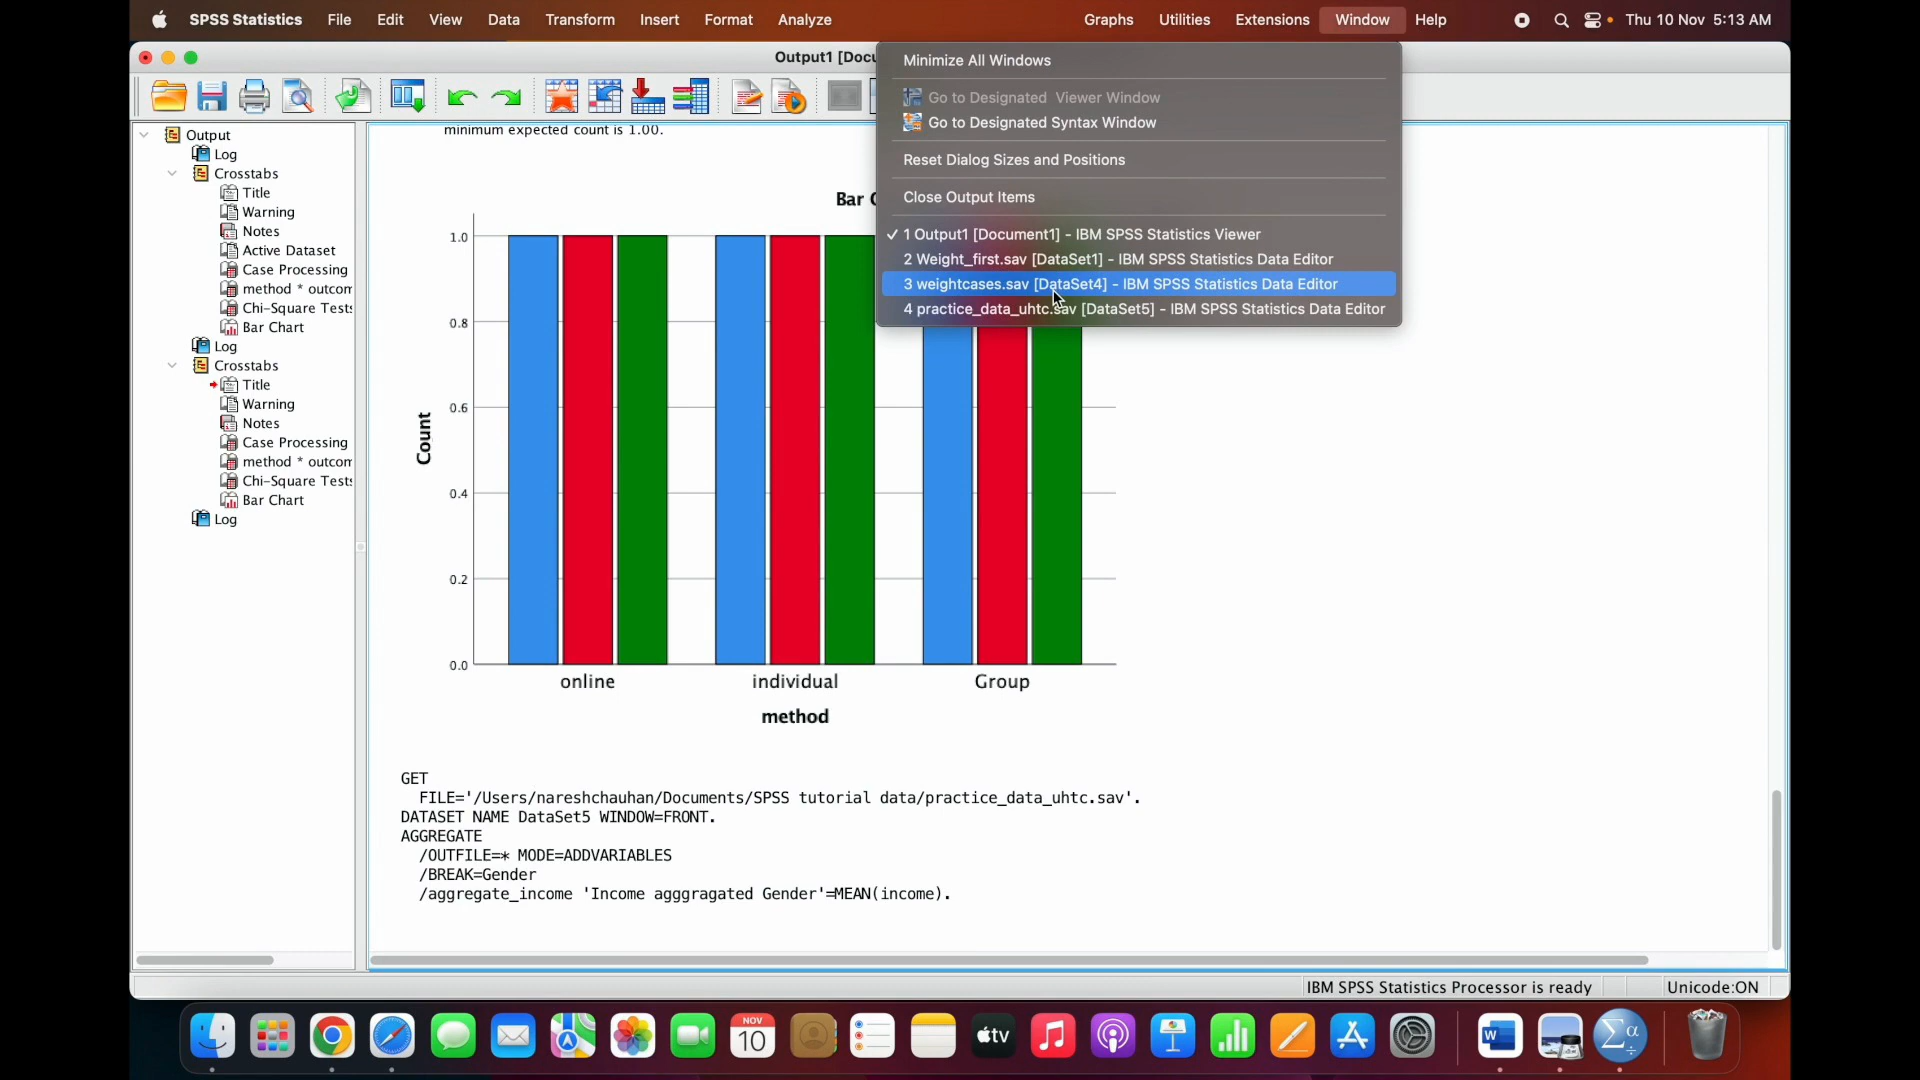 SPSS Statistics File Edit View Data Transform Insert Format Analyze Graphs Utilities Extensions Window Help Thu 10 Nov 5:13 AM
Output1 [Docu
Minimize All Windows
Go to Designated Viewer Window
Go to Designated Syntax Window
Reset Dialog Sizes and Positions
Close Output Items
✓ 1 Output1 [Document1] - IBM SPSS Statistics Viewer
2 Weight_first.sav [DataSet1] - IBM SPSS Statistics Data Editor
3 weightcases.sav [DataSet4] - IBM SPSS Statistics Data Editor
4 practice_data_uhtc.sav [DataSet5] - IBM SPSS Statistics Data Editor
Output
Log
Crosstabs
Title
Warning
Notes
Active Dataset
Case Processing
method * outcom
Chi-Square Tests
Bar Chart
Log
Crosstabs
Title
Warning
Notes
Case Processing
method * outcom
Chi-Square Tests
Bar Chart
Log
minimum expected count is 1.00.
Bar C
1.0
0.8
0.6
0.4
0.2
0.0
Count
online individual Group
method
GET
FILE='/Users/nareshchauhan/Documents/SPSS tutorial data/practice_data_uhtc.sav'.
DATASET NAME DataSet5 WINDOW=FRONT.
AGGREGATE
/OUTFILE=* MODE=ADDVARIABLES
/BREAK=Gender
/aggregate_income 'Income agggragated Gender'=MEAN(income).
IBM SPSS Statistics Processor is ready Unicode:ON
NOV
10
tv
W
Σα